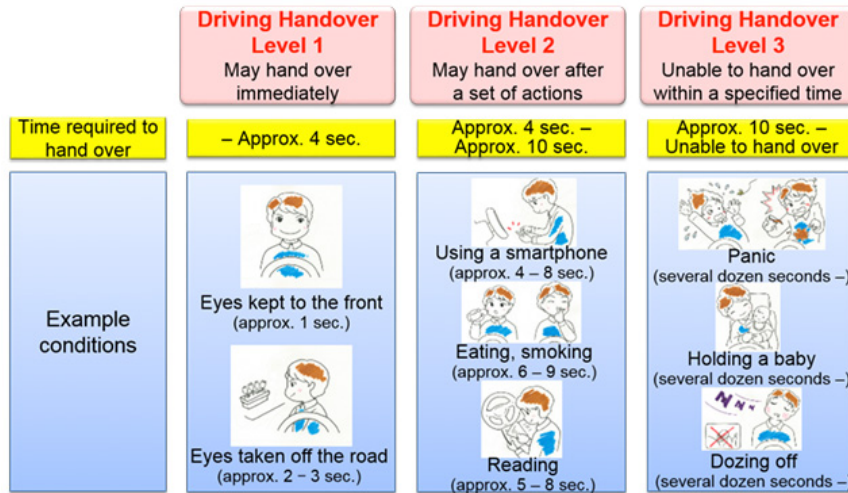 Driving Handover
Level 1
May hand over
immediately
Driving Handover
Level 2
May hand over after
a set of actions
Driving Handover
Level 3
Unable to hand over
within a specified time
Time required to
hand over
– Approx. 4 sec.
Approx. 4 sec. –
Approx. 10 sec.
Approx. 10 sec. –
Unable to hand over
Example
conditions
Eyes kept to the front
(approx. 1 sec.)
Eyes taken off the road
(approx. 2 – 3 sec.)
Using a smartphone
(approx. 4 – 8 sec.)
Eating, smoking
(approx. 6 – 9 sec.)
Reading
(approx. 5 – 8 sec.)
Panic
(several dozen seconds –)
Holding a baby
(several dozen seconds –)
N N N
Dozing off
(several dozen seconds –)